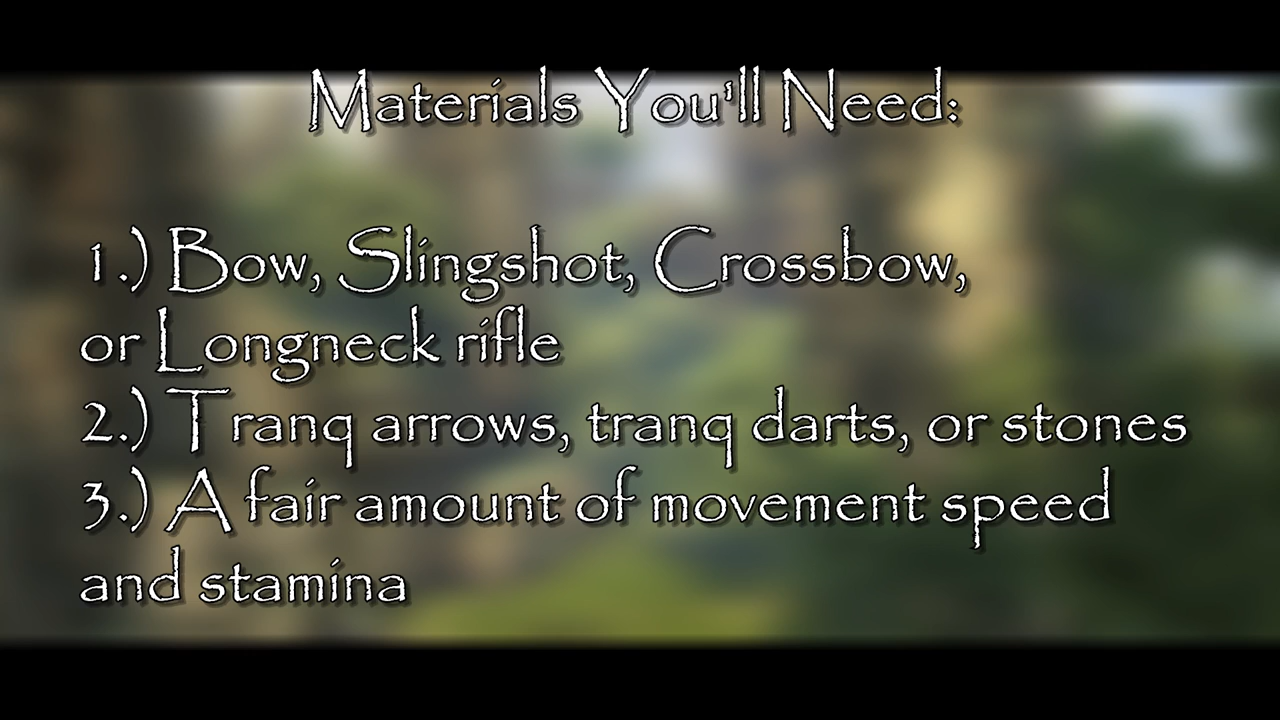 Materials You'll Need:
1.) Bow, Slingshot, Crossbow,
or Longneck rifle
2.) Tranq arrows, tranq darts, or stones
3.) A fair amount of movement speed
and stamina